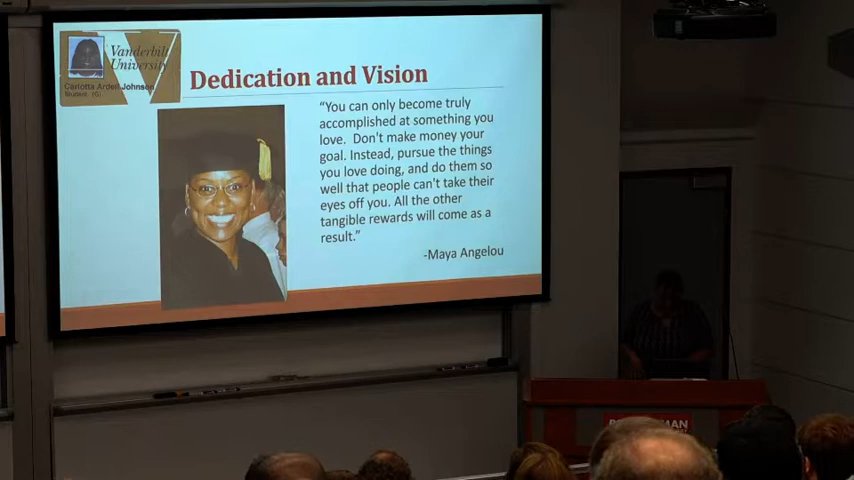 Vanderbilt
University
Carlotta Ardell Johnson
Student
Dedication and Vision
“You can only become truly
accomplished at something you
love. Don't make money your
goal. Instead, pursue the things
you love doing, and do them so
well that people can't take their
eyes off you. All the other
tangible rewards will come as a
result.”
-Maya Angelou